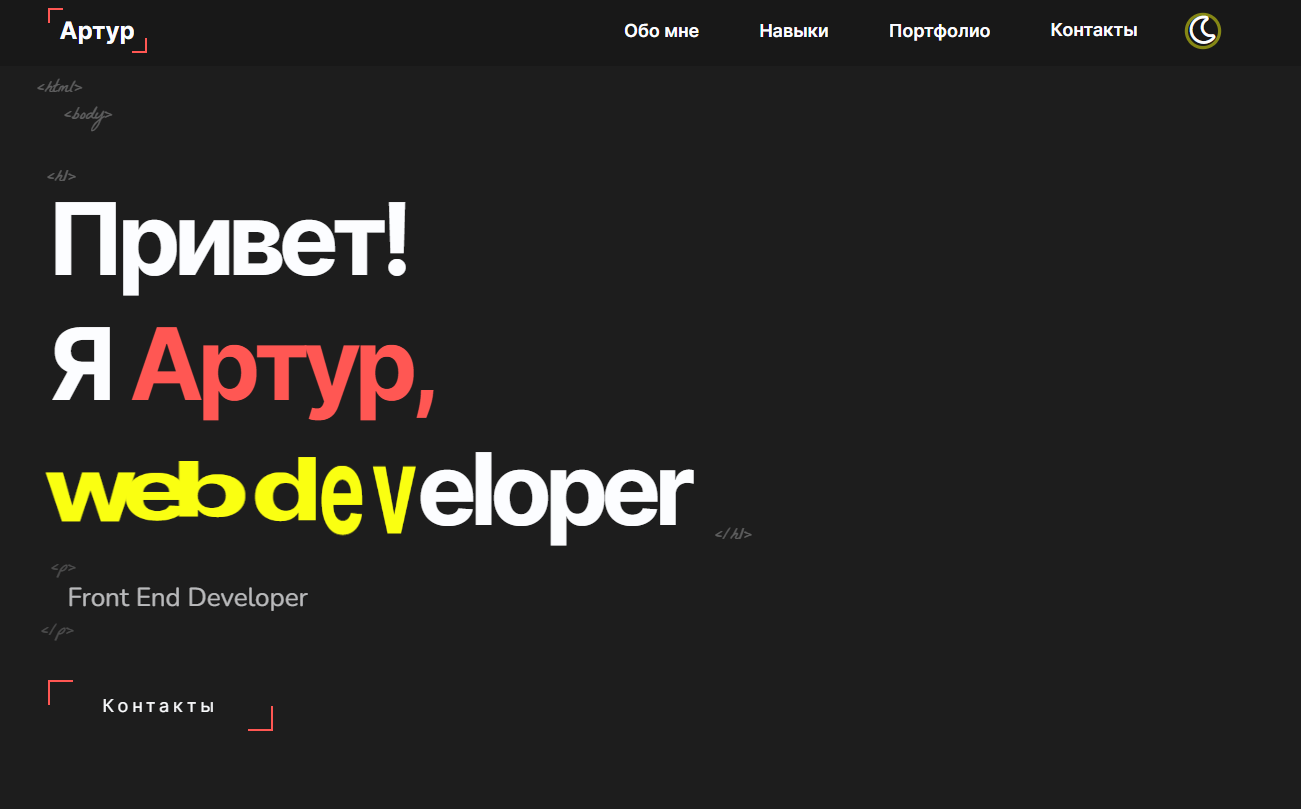 Артур
Обо мне Навыки Портфолио Контакты
<html>
<body>
<h1>
Привет!
Я Артур,
web developer
</h1>
<p>
Front End Developer
</p>
Контакты